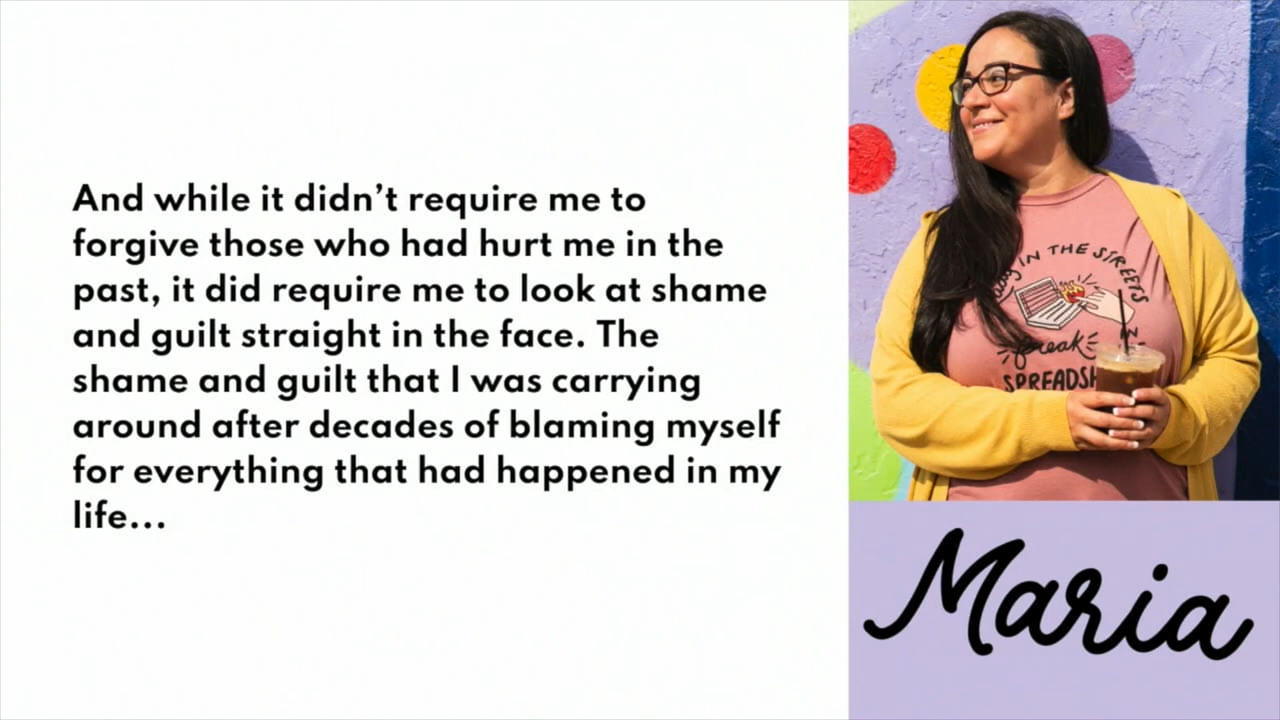 And while it didn’t require me to
forgive those who had hurt me in the
past, it did require me to look at shame
and guilt straight in the face. The
shame and guilt that I was carrying
around after decades of blaming myself
for everything that had happened in my
life...
IN THE STREETS
freak IN
Maria